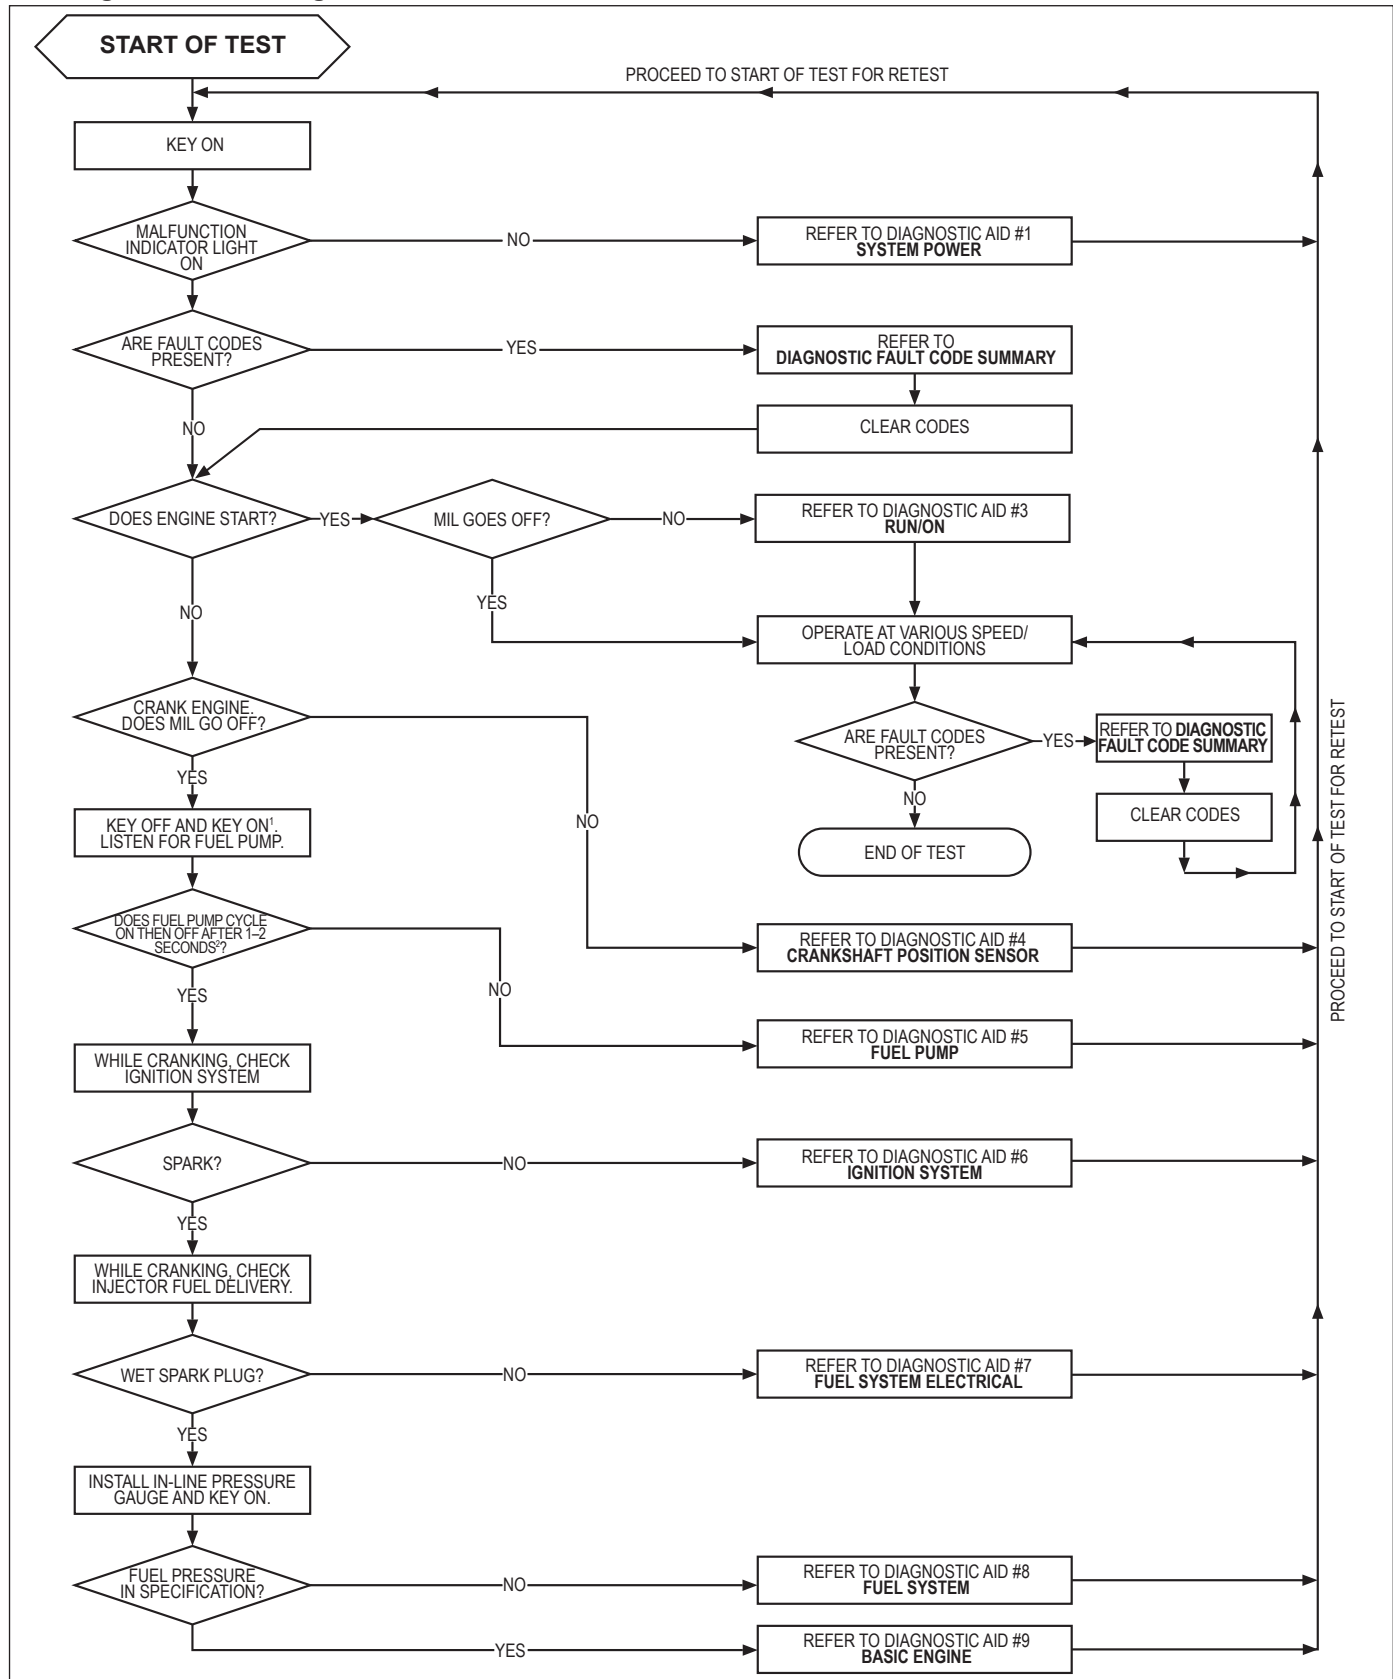 START OF TEST
PROCEED TO START OF TEST FOR RETEST
KEY ON
MALFUNCTION
INDICATOR LIGHT
ON
NO
REFER TO DIAGNOSTIC AID #1
SYSTEM POWER
ARE FAULT CODES
PRESENT?
YES
REFER TO
DIAGNOSTIC FAULT CODE SUMMARY
NO
CLEAR CODES
DOES ENGINE START?
YES
MIL GOES OFF?
NO
REFER TO DIAGNOSTIC AID #3
RUN/ON
NO
YES
OPERATE AT VARIOUS SPEED/
LOAD CONDITIONS
CRANK ENGINE.
DOES MIL GO OFF?
ARE FAULT CODES
PRESENT?
YES
REFER TO DIAGNOSTIC
FAULT CODE SUMMARY
PROCEED TO START OF TEST FOR RETEST
YES
NO
KEY OFF AND KEY ON¹.
LISTEN FOR FUEL PUMP.
NO
CLEAR CODES
END OF TEST
DOES FUEL PUMP CYCLE
ON THEN OFF AFTER 1–2
SECONDS²?
REFER TO DIAGNOSTIC AID #4
CRANKSHAFT POSITION SENSOR
YES
NO
REFER TO DIAGNOSTIC AID #5
FUEL PUMP
WHILE CRANKING, CHECK
IGNITION SYSTEM
SPARK?
NO
REFER TO DIAGNOSTIC AID #6
IGNITION SYSTEM
YES
WHILE CRANKING, CHECK
INJECTOR FUEL DELIVERY.
WET SPARK PLUG?
NO
REFER TO DIAGNOSTIC AID #7
FUEL SYSTEM ELECTRICAL
YES
INSTALL IN-LINE PRESSURE
GAUGE AND KEY ON.
FUEL PRESSURE
IN SPECIFICATION?
NO
REFER TO DIAGNOSTIC AID #8
FUEL SYSTEM
YES
REFER TO DIAGNOSTIC AID #9
BASIC ENGINE